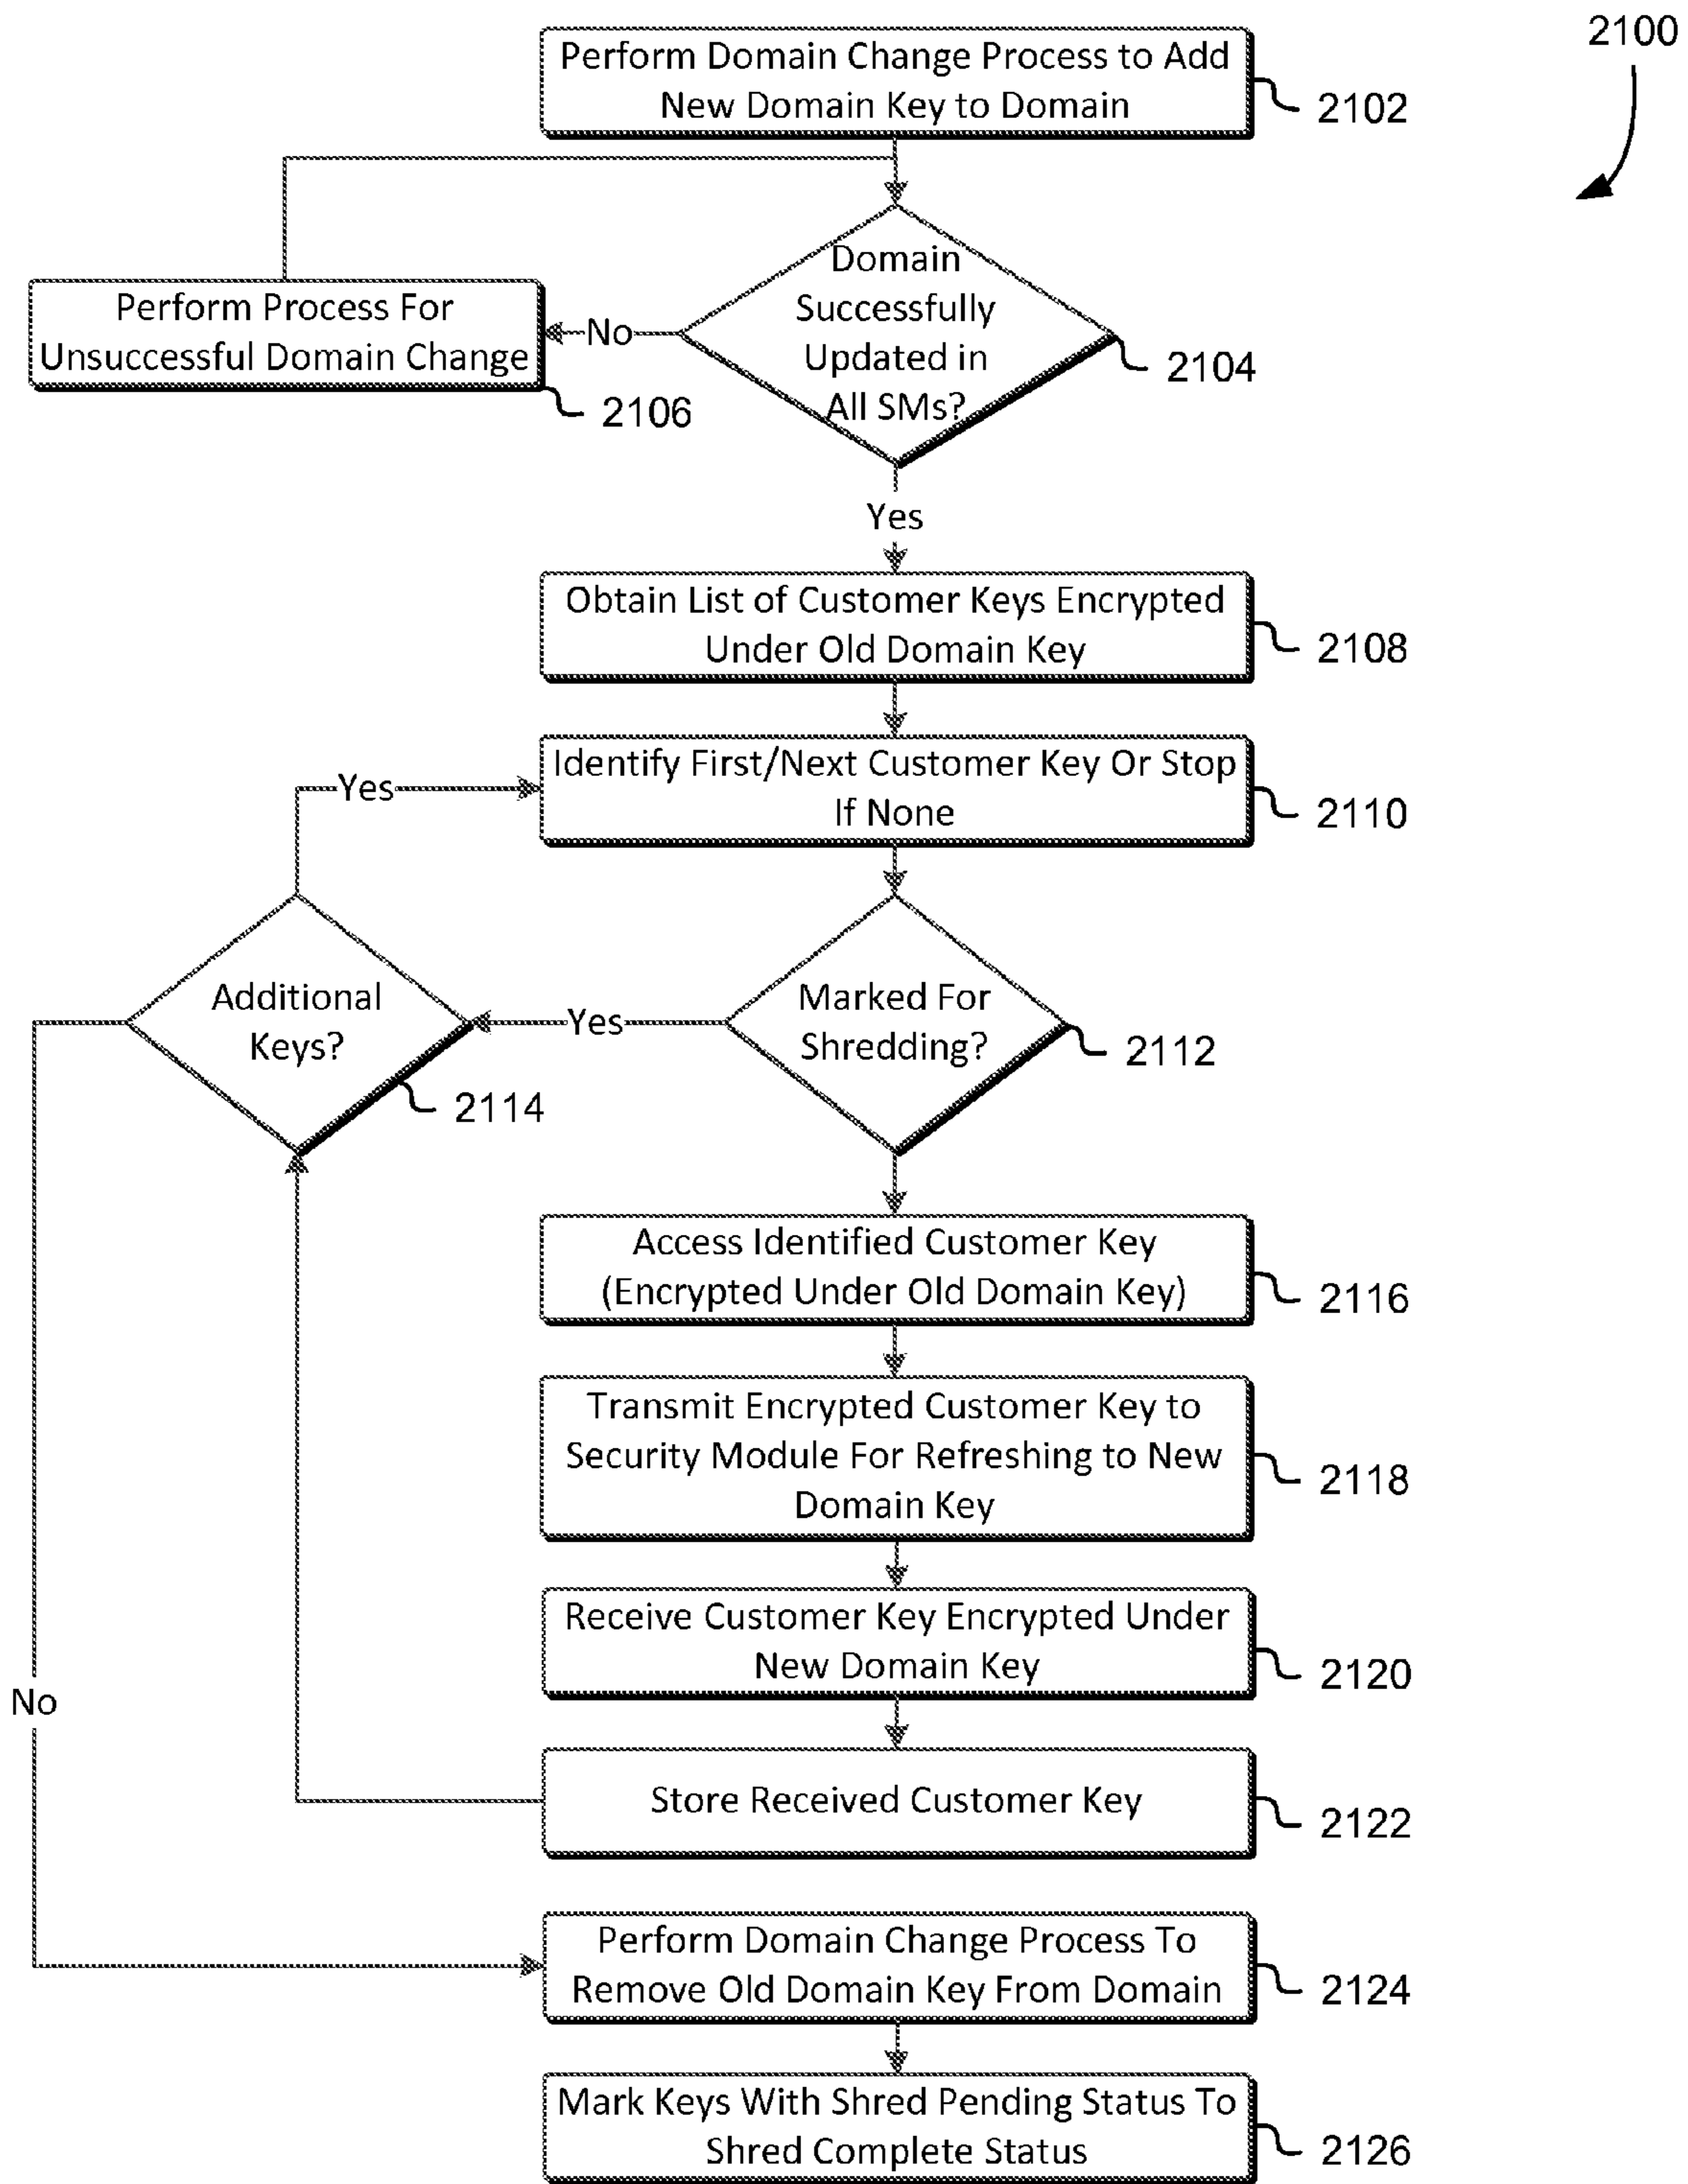 2100
Perform Domain Change Process to Add
New Domain Key to Domain
2102
Domain
Successfully
Updated in
All SMs?
2104
No
Perform Process For
Unsuccessful Domain Change
2106
Yes
Obtain List of Customer Keys Encrypted
Under Old Domain Key
2108
Identify First/Next Customer Key Or Stop
If None
2110
Yes
Marked For
Shredding?
2112
Yes
Additional
Keys?
2114
Access Identified Customer Key
(Encrypted Under Old Domain Key)
2116
Transmit Encrypted Customer Key to
Security Module For Refreshing to New
Domain Key
2118
Receive Customer Key Encrypted Under
New Domain Key
2120
No
Store Received Customer Key
2122
Perform Domain Change Process To
Remove Old Domain Key From Domain
2124
Mark Keys With Shred Pending Status To
Shred Complete Status
2126